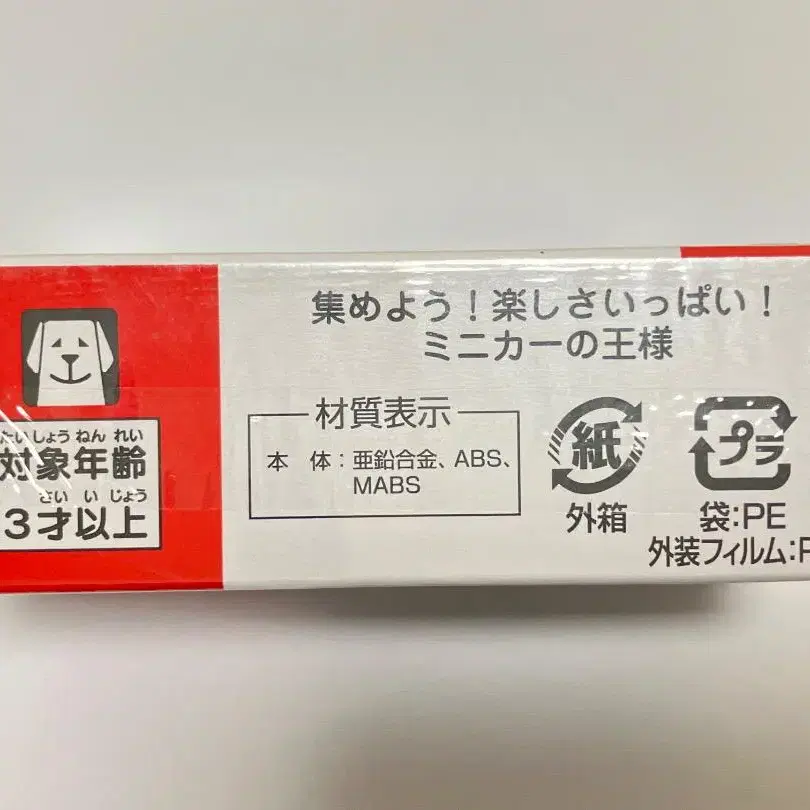 集めよう！楽しさいっぱい！
ミニカーの王様
たいしょうねんれい
対象年齢
さいいじょう
3才以上
材質表示
本　体：亜鉛合金、ABS、
MABS
紙
外箱
プラ
袋:PE
外装フィルム:P